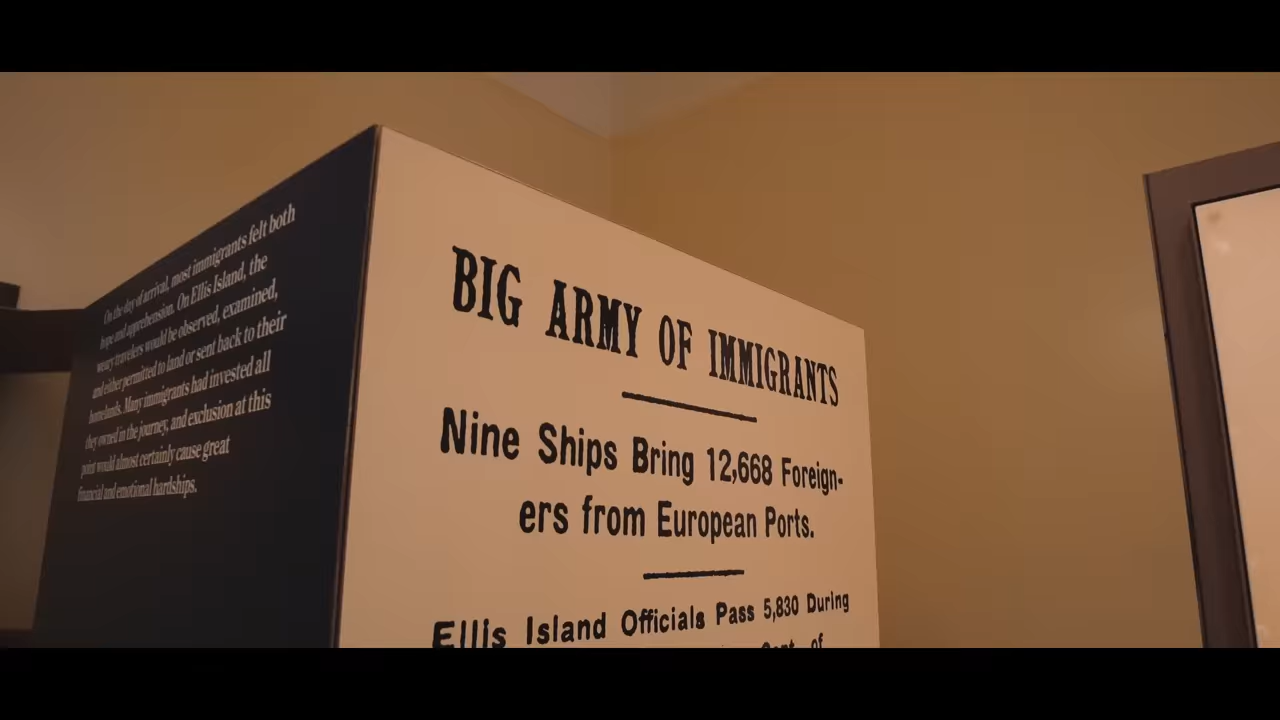 On the day of arrival, most immigrants felt both
hope and apprehension. On Ellis Island, the
weary travelers would be observed, examined,
and either permitted to land or sent back to their
homelands. Many immigrants had invested all
they owned in the journey, and exclusion at this
point would almost certainly cause great
financial and emotional hardships.
BIG ARMY OF IMMIGRANTS
Nine Ships Bring 12,668 Foreign-
ers from European Ports.
Ellis Island Officials Pass 5,830 During
Cent. of